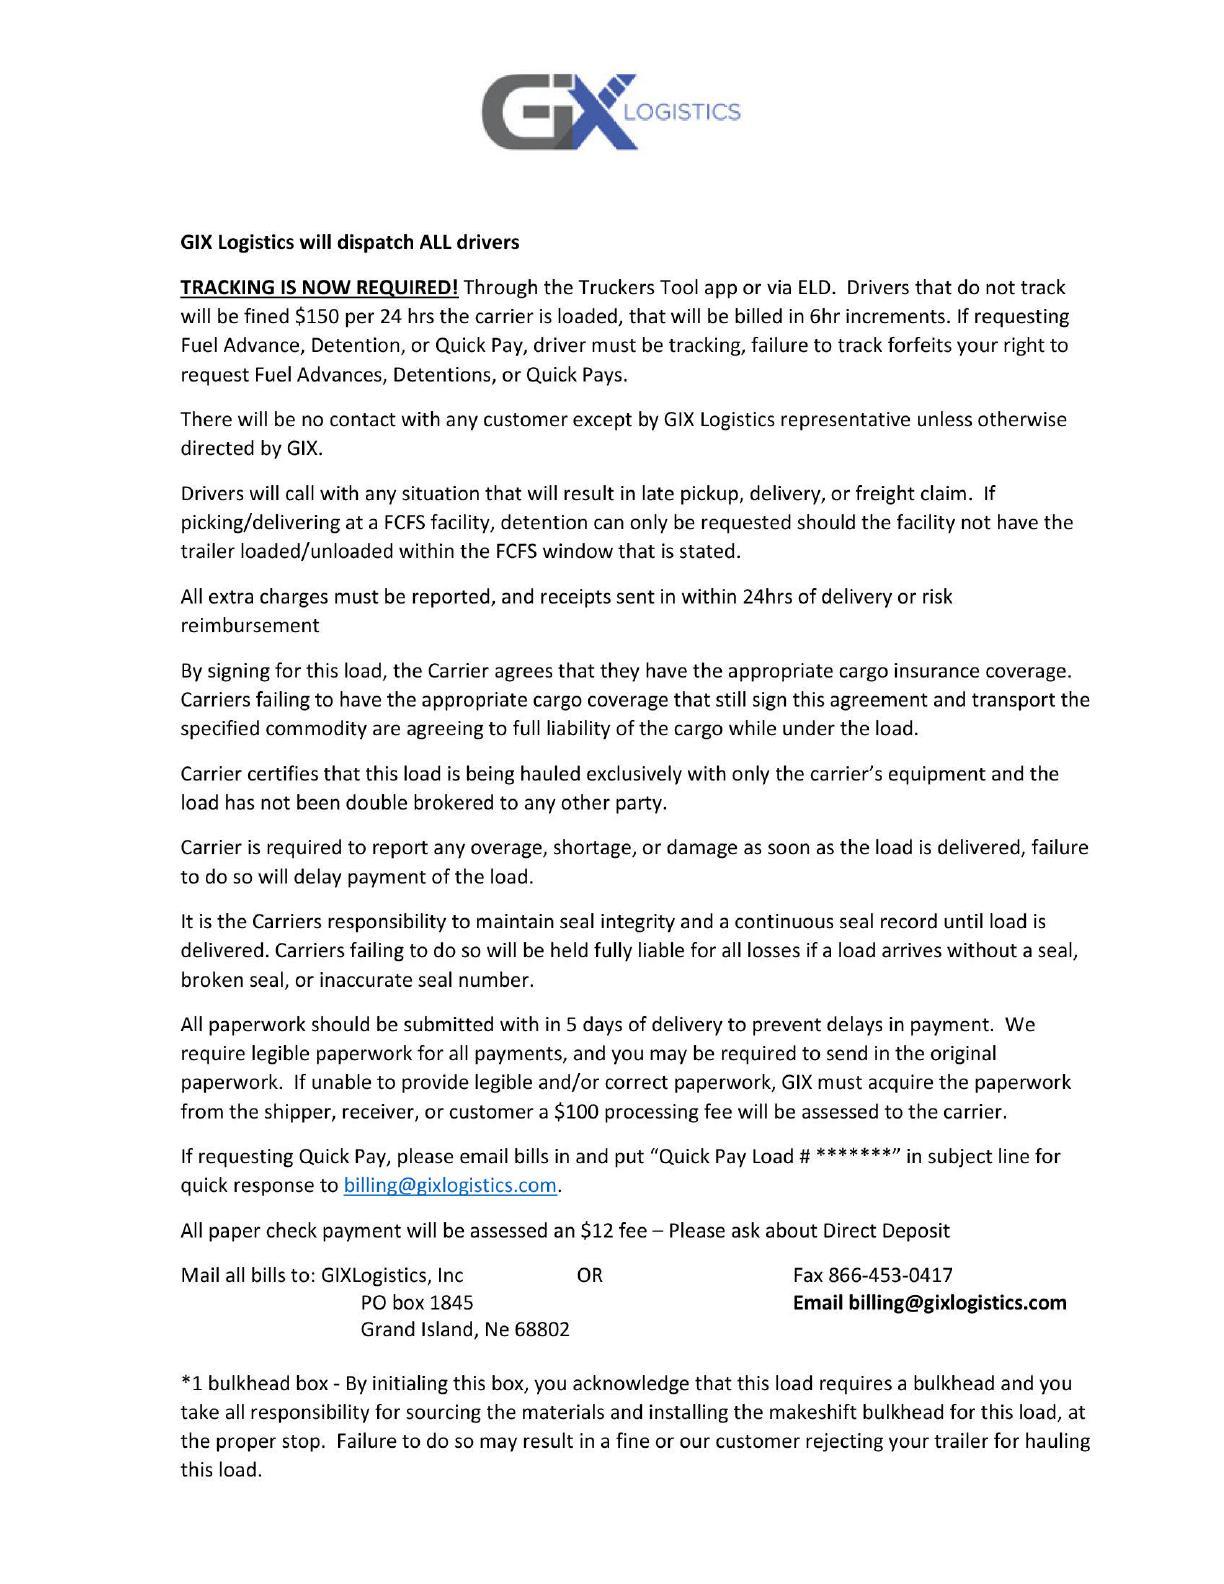 GIX LOGISTICS
GIX Logistics will dispatch ALL drivers
TRACKING IS NOW REQUIRED! Through the Truckers Tool app or via ELD.  Drivers that do not track
will be fined $150 per 24 hrs the carrier is loaded, that will be billed in 6hr increments. If requesting
Fuel Advance, Detention, or Quick Pay, driver must be tracking, failure to track forfeits your right to
request Fuel Advances, Detentions, or Quick Pays.
There will be no contact with any customer except by GIX Logistics representative unless otherwise
directed by GIX.
Drivers will call with any situation that will result in late pickup, delivery, or freight claim.  If
picking/delivering at a FCFS facility, detention can only be requested should the facility not have the
trailer loaded/unloaded within the FCFS window that is stated.
All extra charges must be reported, and receipts sent in within 24hrs of delivery or risk
reimbursement
By signing for this load, the Carrier agrees that they have the appropriate cargo insurance coverage.
Carriers failing to have the appropriate cargo coverage that still sign this agreement and transport the
specified commodity are agreeing to full liability of the cargo while under the load.
Carrier certifies that this load is being hauled exclusively with only the carrier's equipment and the
load has not been double brokered to any other party.
Carrier is required to report any overage, shortage, or damage as soon as the load is delivered, failure
to do so will delay payment of the load.
It is the Carriers responsibility to maintain seal integrity and a continuous seal record until load is
delivered. Carriers failing to do so will be held fully liable for all losses if a load arrives without a seal,
broken seal, or inaccurate seal number.
All paperwork should be submitted with in 5 days of delivery to prevent delays in payment.  We
require legible paperwork for all payments, and you may be required to send in the original
paperwork.  If unable to provide legible and/or correct paperwork, GIX must acquire the paperwork
from the shipper, receiver, or customer a $100 processing fee will be assessed to the carrier.
If requesting Quick Pay, please email bills in and put “Quick Pay Load # *******” in subject line for
quick response to billing@gixlogistics.com.
All paper check payment will be assessed an $12 fee – Please ask about Direct Deposit
Mail all bills to: GIXLogistics, Inc OR Fax 866-453-0417
PO box 1845 Email billing@gixlogistics.com
Grand Island, Ne 68802
*1 bulkhead box - By initialing this box, you acknowledge that this load requires a bulkhead and you
take all responsibility for sourcing the materials and installing the makeshift bulkhead for this load, at
the proper stop.  Failure to do so may result in a fine or our customer rejecting your trailer for hauling
this load.